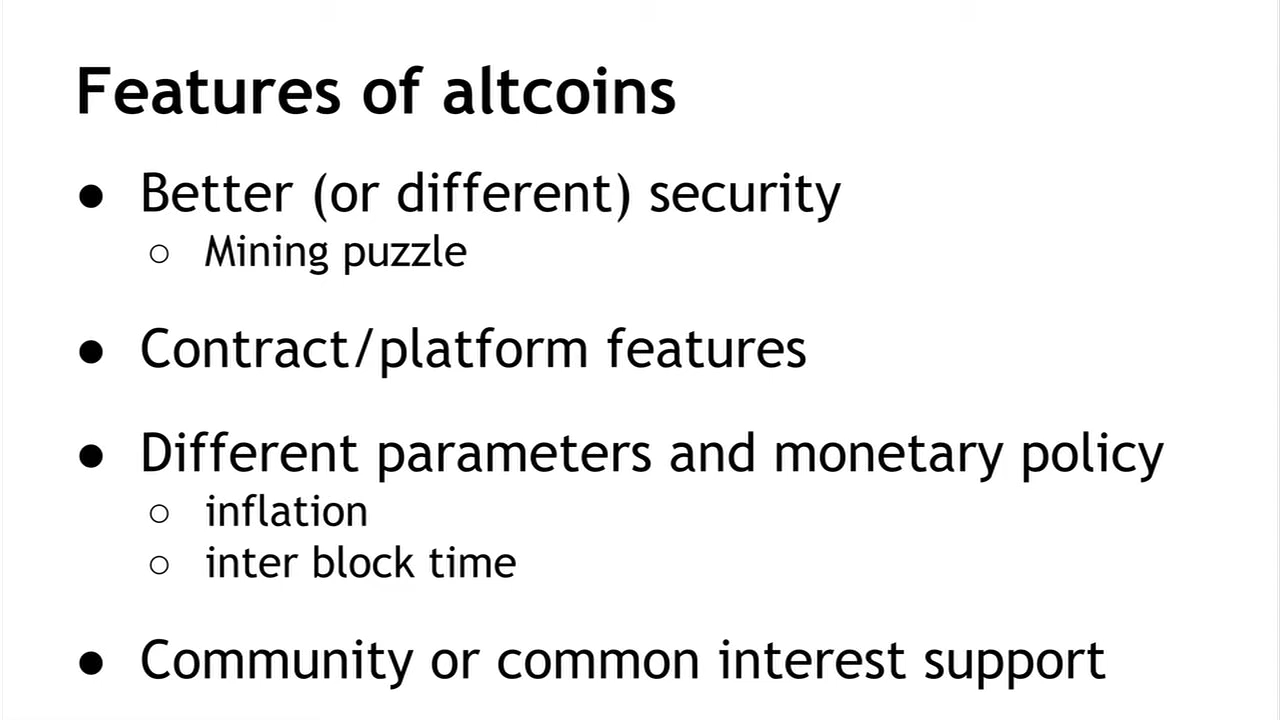 Features of altcoins
● Better (or different) security
○ Mining puzzle
● Contract/platform features
● Different parameters and monetary policy
○ inflation
○ inter block time
● Community or common interest support